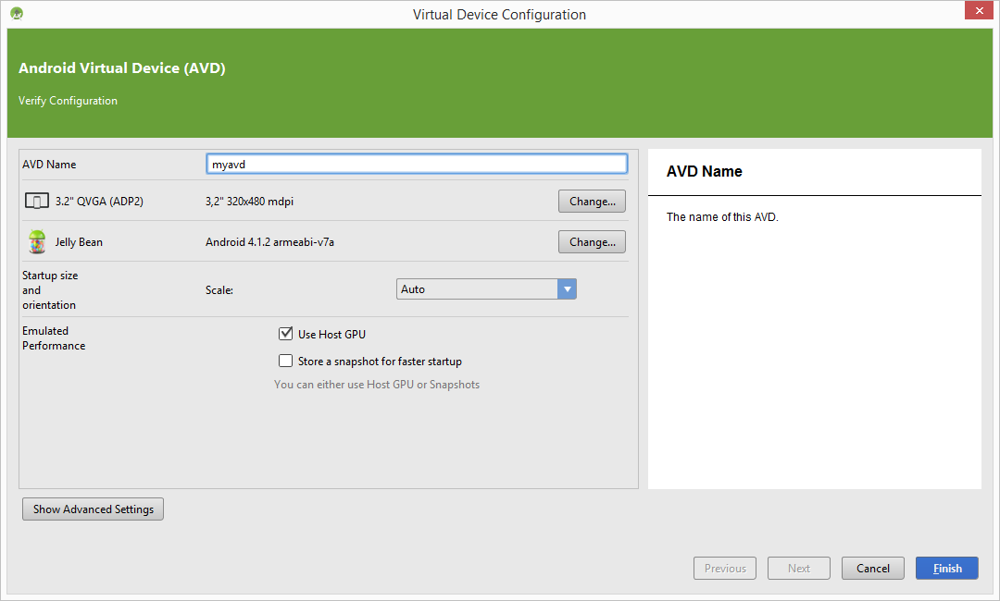 Virtual Device Configuration
Android Virtual Device (AVD)
Verify Configuration
AVD Name
myavd
3.2" QVGA (ADP2)
3,2" 320x480 mdpi
Change...
Jelly Bean
Android 4.1.2 armeabi-v7a
Change...
Startup size
and
orientation
Scale:
Auto
Emulated
Performance
Use Host GPU
Store a snapshot for faster startup
You can either use Host GPU or Snapshots
AVD Name
The name of this AVD.
Show Advanced Settings
Previous
Next
Cancel
Finish